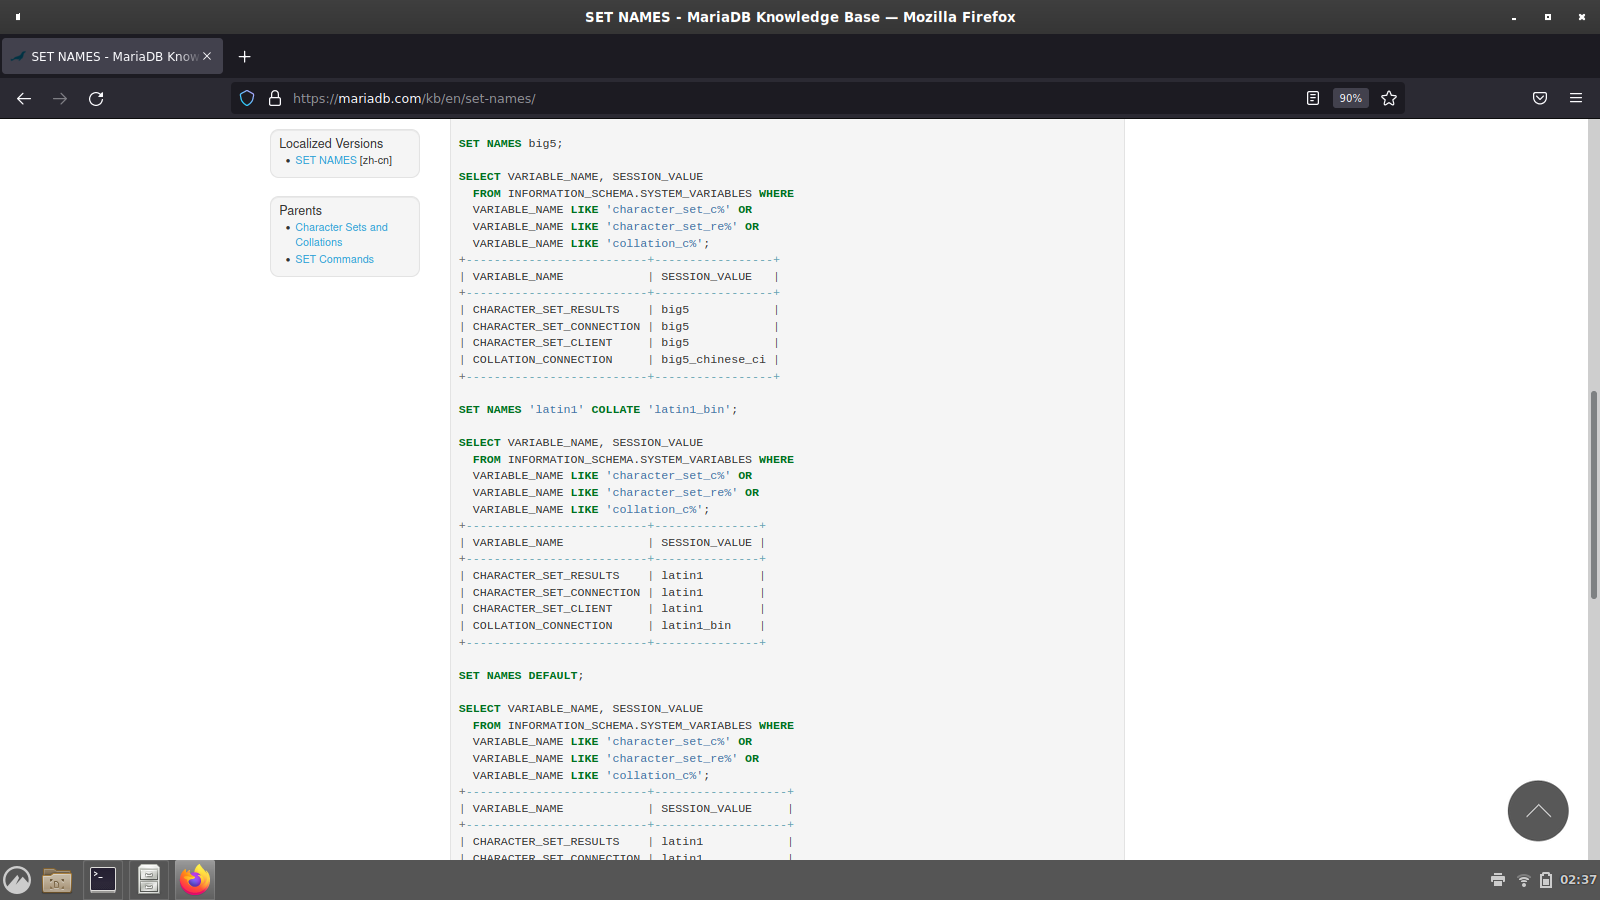 SET NAMES - MariaDB Knowledge Base — Mozilla Firefox
SET NAMES - MariaDB Know
https://mariadb.com/kb/en/set-names/
90%
Localized Versions
• SET NAMES [zh-cn]
Parents
• Character Sets and
Collations
• SET Commands
SET NAMES big5;
SELECT VARIABLE_NAME, SESSION_VALUE
  FROM INFORMATION_SCHEMA.SYSTEM_VARIABLES WHERE
  VARIABLE_NAME LIKE 'character_set_c%' OR
  VARIABLE_NAME LIKE 'character_set_re%' OR
  VARIABLE_NAME LIKE 'collation_c%';
+--------------------------+-----------------+
| VARIABLE_NAME            | SESSION_VALUE   |
+--------------------------+-----------------+
| CHARACTER_SET_RESULTS    | big5            |
| CHARACTER_SET_CONNECTION | big5            |
| CHARACTER_SET_CLIENT     | big5            |
| COLLATION_CONNECTION     | big5_chinese_ci |
+--------------------------+-----------------+
SET NAMES 'latin1' COLLATE 'latin1_bin';
SELECT VARIABLE_NAME, SESSION_VALUE
  FROM INFORMATION_SCHEMA.SYSTEM_VARIABLES WHERE
  VARIABLE_NAME LIKE 'character_set_c%' OR
  VARIABLE_NAME LIKE 'character_set_re%' OR
  VARIABLE_NAME LIKE 'collation_c%';
+--------------------------+---------------+
| VARIABLE_NAME            | SESSION_VALUE |
+--------------------------+---------------+
| CHARACTER_SET_RESULTS    | latin1        |
| CHARACTER_SET_CONNECTION | latin1        |
| CHARACTER_SET_CLIENT     | latin1        |
| COLLATION_CONNECTION     | latin1_bin    |
+--------------------------+---------------+
SET NAMES DEFAULT;
SELECT VARIABLE_NAME, SESSION_VALUE
  FROM INFORMATION_SCHEMA.SYSTEM_VARIABLES WHERE
  VARIABLE_NAME LIKE 'character_set_c%' OR
  VARIABLE_NAME LIKE 'character_set_re%' OR
  VARIABLE_NAME LIKE 'collation_c%';
+--------------------------+-------------------+
| VARIABLE_NAME            | SESSION_VALUE     |
+--------------------------+-------------------+
| CHARACTER_SET_RESULTS    | latin1            |
| CHARACTER_SET_CONNECTION | latin1            |
02:37